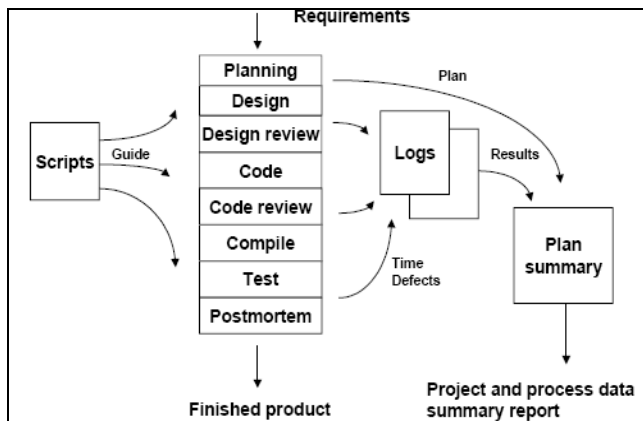 Requirements
Planning
Design
Design review
Code
Code review
Compile
Test
Postmortem
Finished product
Scripts
Guide
Logs
Time
Defects
Plan
Results
Plan
summary
Project and process data
summary report